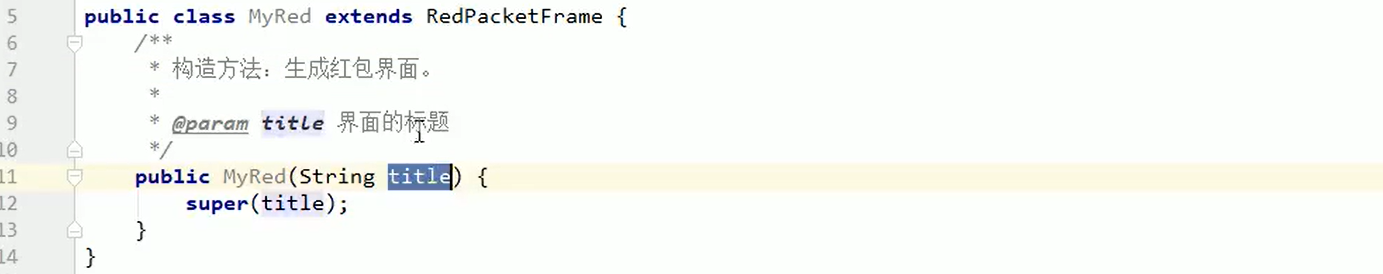 5 public class MyRed extends RedPacketFrame {
6 /**
7 * 构造方法：生成红包界面。
8 *
9 * @param title 界面的标题
10 */
11 public MyRed(String title) {
12 super(title);
13 }
14 }